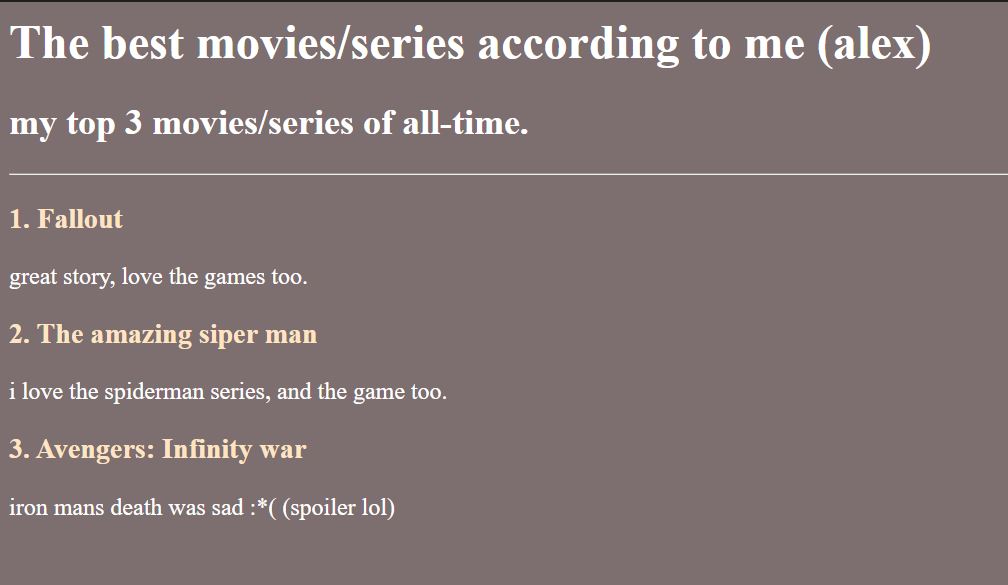 The best movies/series according to me (alex)
my top 3 movies/series of all-time.
1. Fallout
great story, love the games too.
2. The amazing siper man
i love the spiderman series, and the game too.
3. Avengers: Infinity war
iron mans death was sad :*( (spoiler lol)